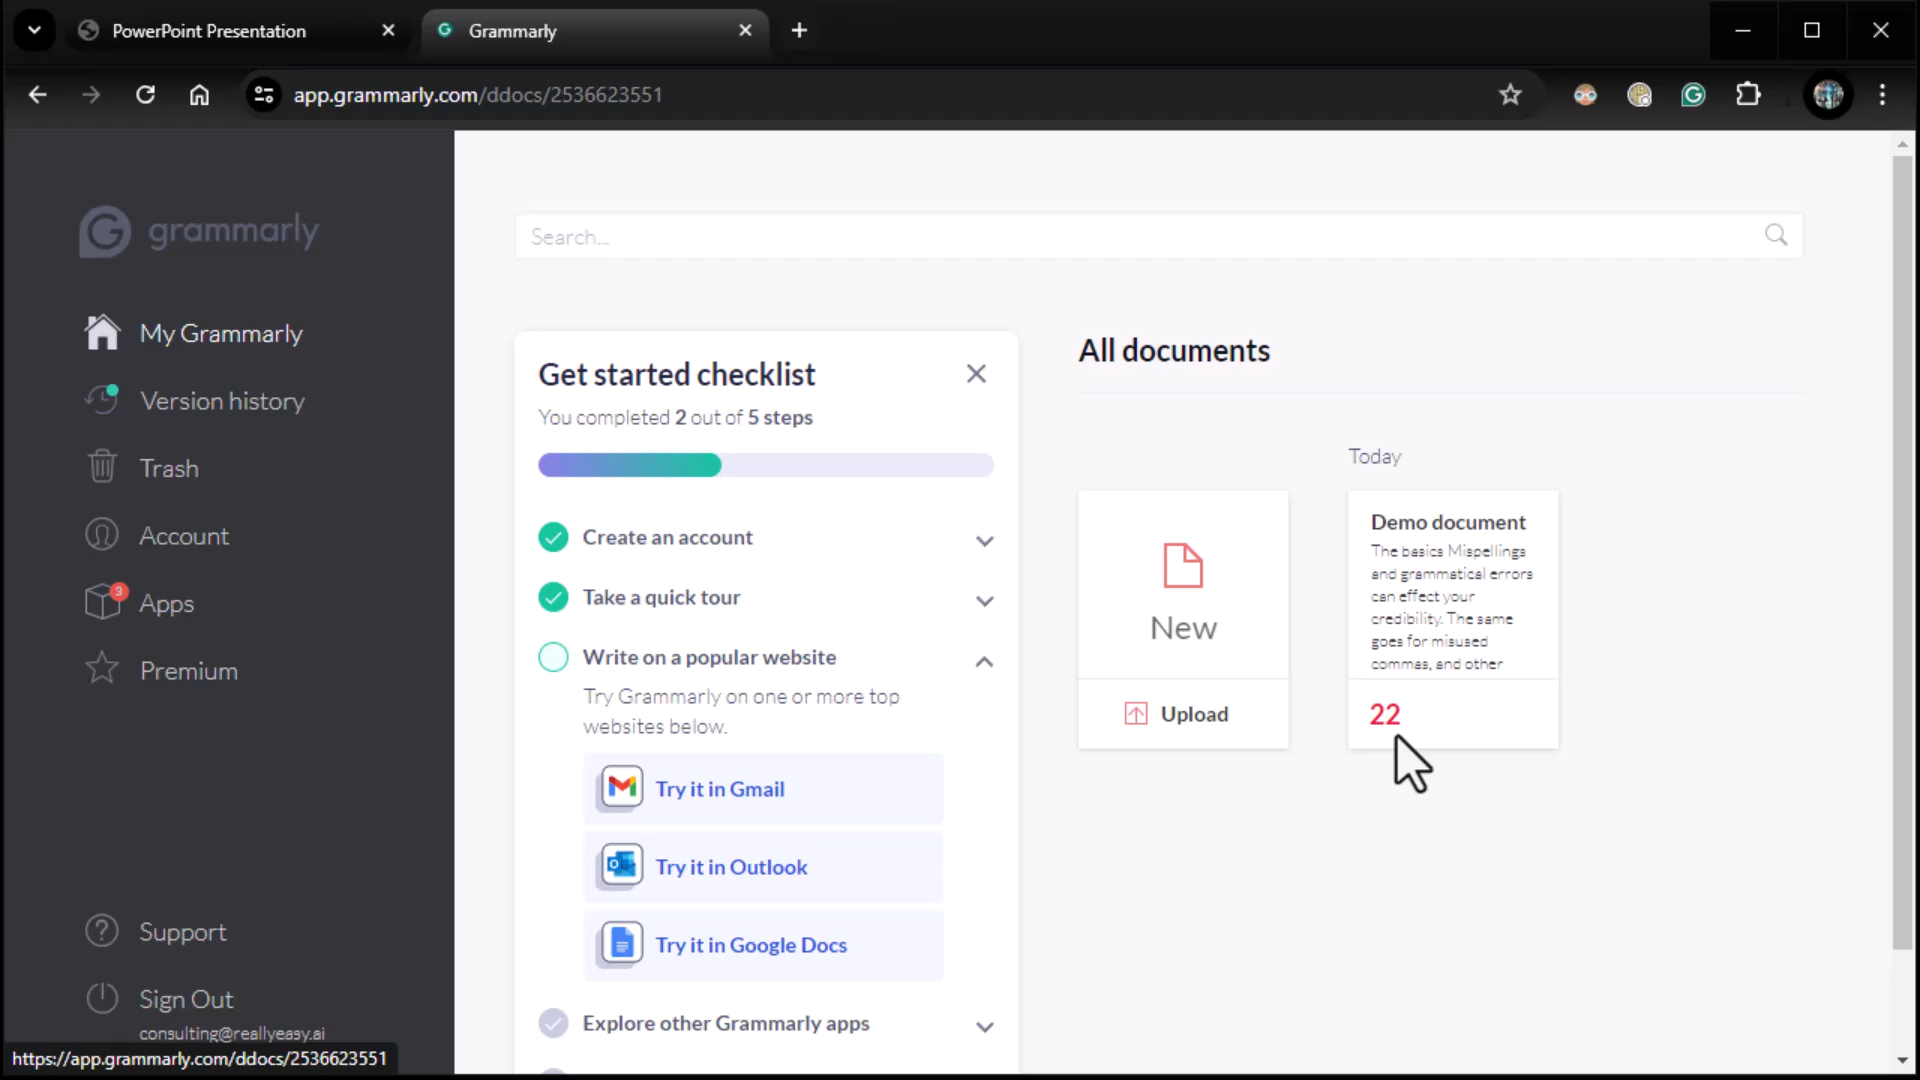 PowerPoint Presentation
Grammarly
app.grammarly.com/ddocs/2536623551
grammarly
My Grammarly
Version history
Trash
Account
3
Apps
Premium
Support
Sign Out
consulting@reallyeasy.ai
https://app.grammarly.com/ddocs/2536623551
Search...
Get started checklist
You completed 2 out of 5 steps
Create an account
Take a quick tour
Write on a popular website
Try Grammarly on one or more top
websites below.
Try it in Gmail
Try it in Outlook
Try it in Google Docs
Explore other Grammarly apps
All documents
New
Upload
Today
Demo document
The basics Mispellings
and grammatical errors
can effect your
credibility. The same
goes for misused
commas, and other
22